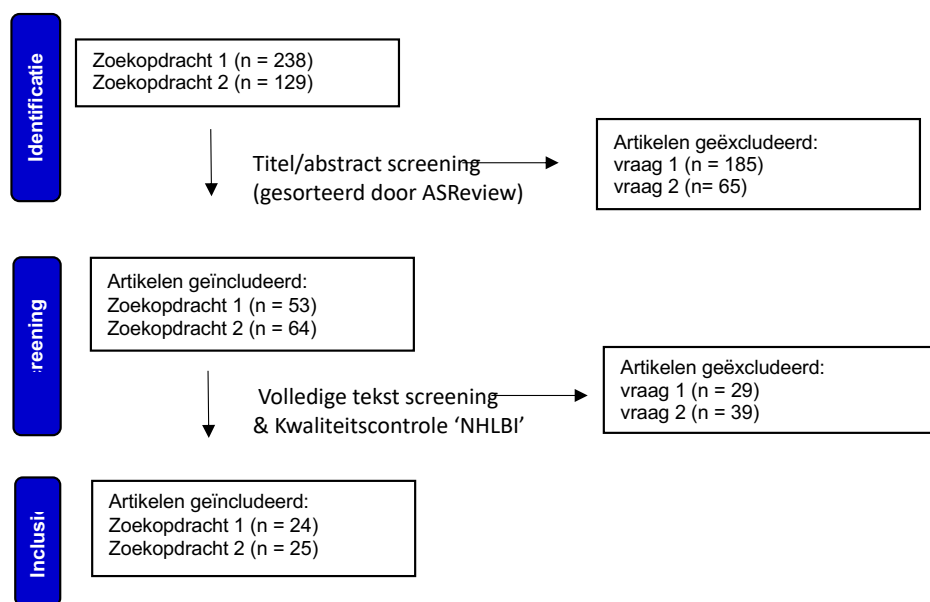 Identificatie
Zoekopdracht 1 (n = 238)
Zoekopdracht 2 (n = 129)
Titel/abstract screening
(gesorteerd door ASReview)
Artikelen geëxcludeerd:
vraag 1 (n = 185)
vraag 2 (n= 65)
reening
Artikelen geïncludeerd:
Zoekopdracht 1 (n = 53)
Zoekopdracht 2 (n = 64)
Volledige tekst screening
& Kwaliteitscontrole ‘NHLBI’
Artikelen geëxcludeerd:
vraag 1 (n = 29)
vraag 2 (n = 39)
Inclusi
Artikelen geïncludeerd:
Zoekopdracht 1 (n = 24)
Zoekopdracht 2 (n = 25)